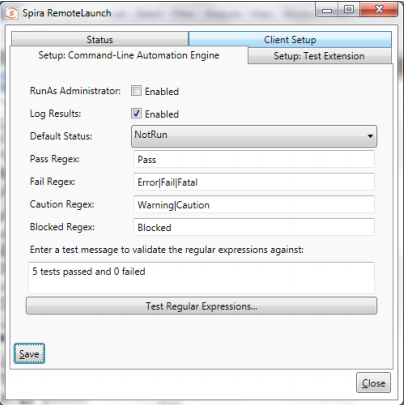 Spira RemoteLaunch
Status
Client Setup
Setup: Command-Line Automation Engine
Setup: Test Extension
RunAs Administrator: Enabled
Log Results: Enabled
Default Status: NotRun
Pass Regex: Pass
Fail Regex: Error|Fail|Fatal
Caution Regex: Warning|Caution
Blocked Regex: Blocked
Enter a test message to validate the regular expressions against:
5 tests passed and 0 failed
Test Regular Expressions...
Save
Close